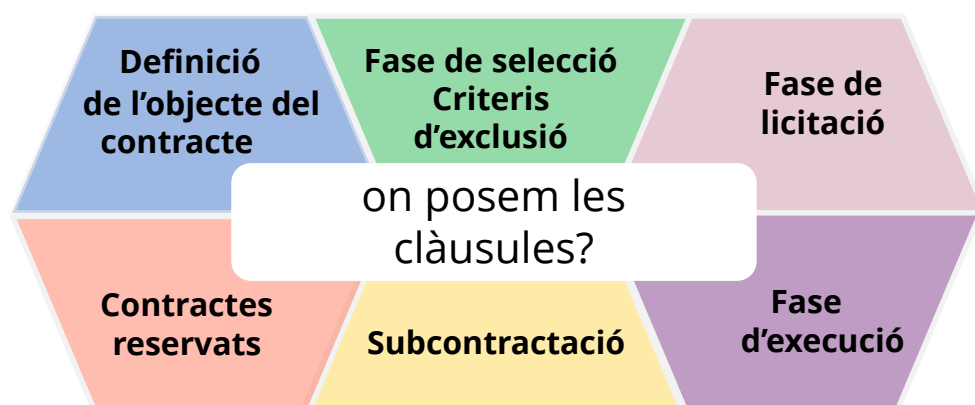 Definició
de l’objecte del
contracte
Fase de selecció
Criteris
d’exclusió
Fase de
licitació
on posem les
clàusules?
Contractes
reservats
Subcontractació
Fase
d’execució